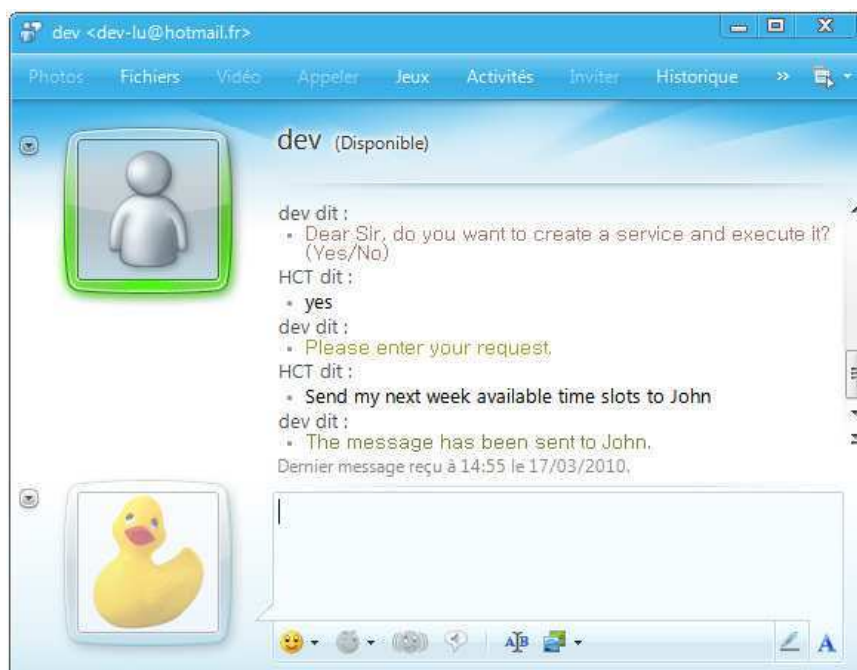 dev <dev-lu@hotmail.fr>
Photos Fichiers Vidéo Appeler Jeux Activités Inviter Historique »
dev (Disponible)
dev dit :
Dear Sir, do you want to create a service and execute it?
(Yes/No)
HCT dit :
yes
dev dit :
Please enter your request.
HCT dit :
Send my next week available time slots to John
dev dit :
The message has been sent to John.
Dernier message reçu à 14:55 le 17/03/2010.